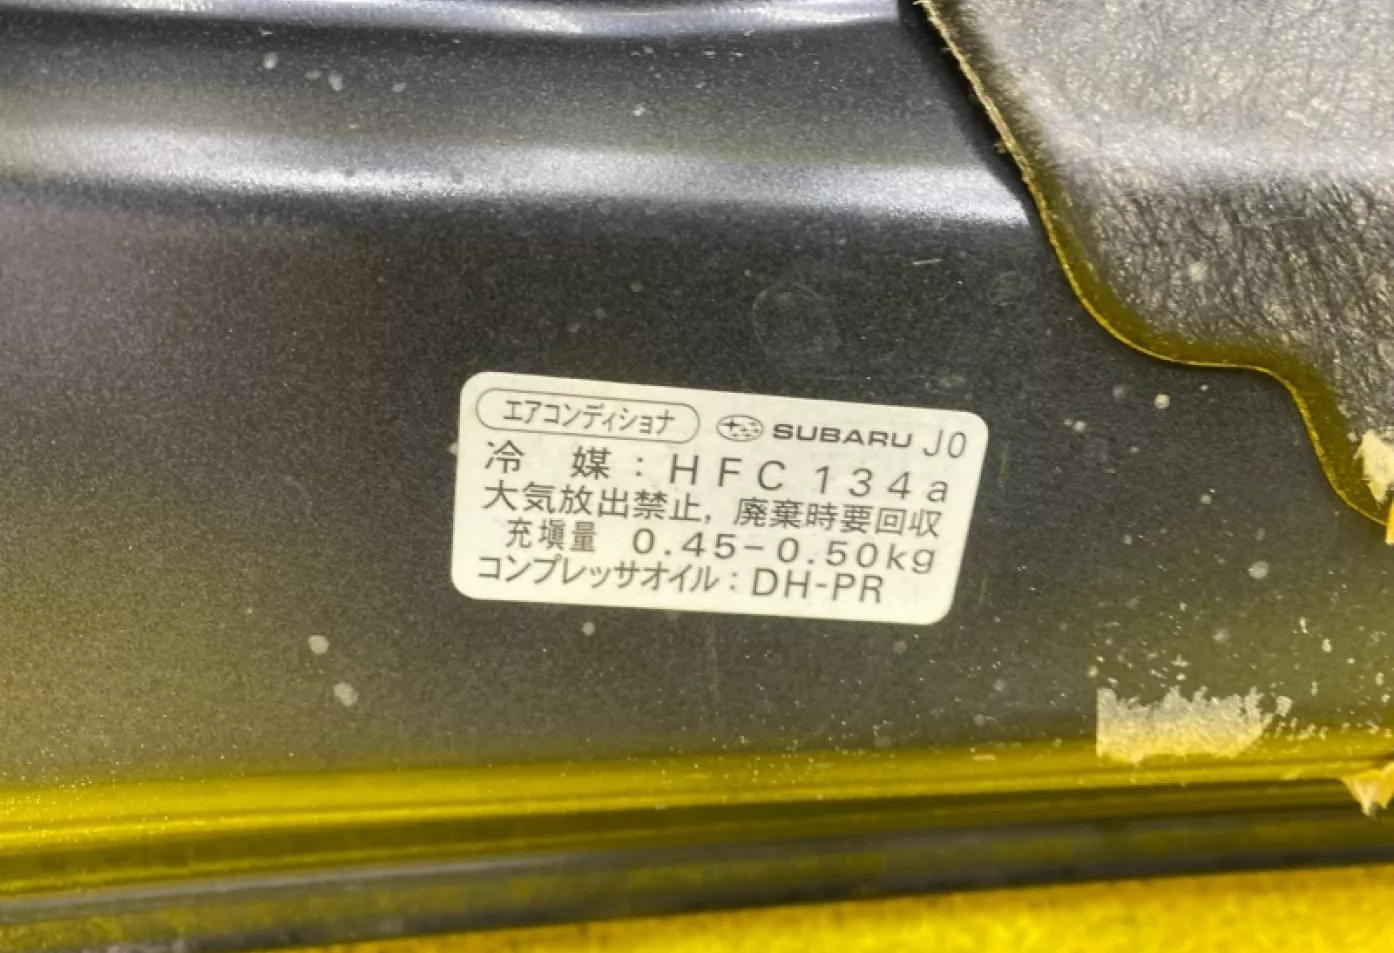 エアコンディショナ SUBARU J0
冷 媒 : HFC 134a
大気放出禁止, 廃棄時要回収
充塡量 0.45-0.50kg
コンプレッサオイル : DH-PR